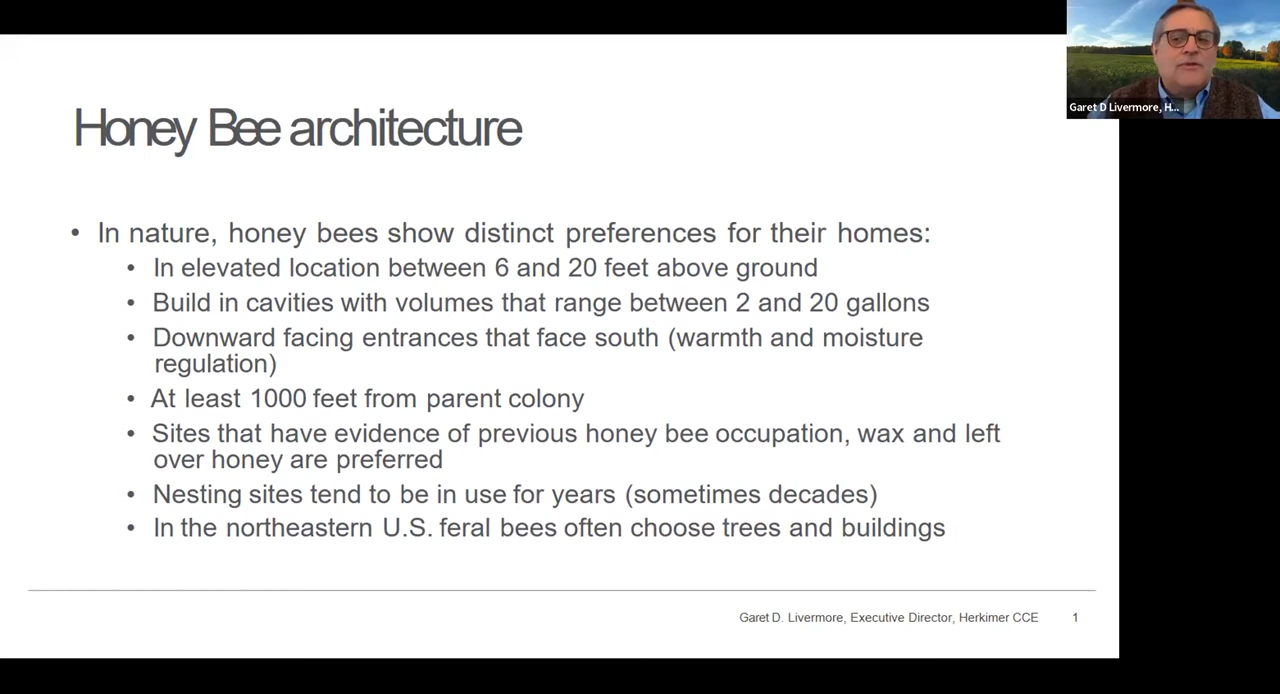 Garet D Livermore, H...
Honey Bee architecture
• In nature, honey bees show distinct preferences for their homes:
• In elevated location between 6 and 20 feet above ground
• Build in cavities with volumes that range between 2 and 20 gallons
• Downward facing entrances that face south (warmth and moisture
regulation)
• At least 1000 feet from parent colony
• Sites that have evidence of previous honey bee occupation, wax and left
over honey are preferred
• Nesting sites tend to be in use for years (sometimes decades)
• In the northeastern U.S. feral bees often choose trees and buildings
Garet D. Livermore, Executive Director, Herkimer CCE 1